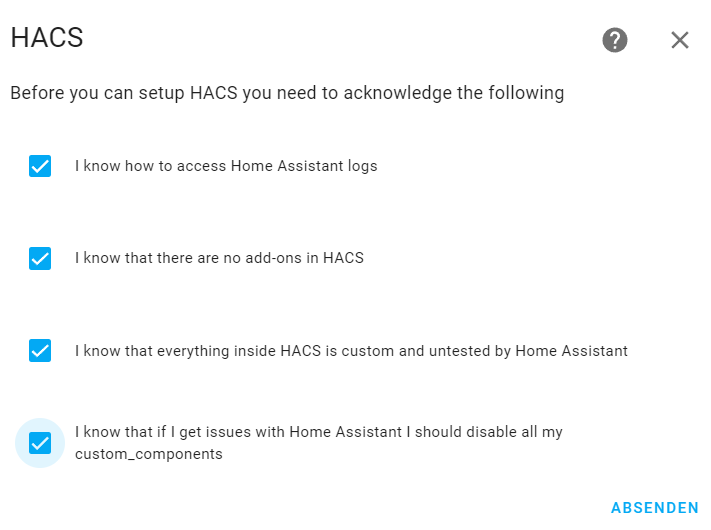 HACS
Before you can setup HACS you need to acknowledge the following
I know how to access Home Assistant logs
I know that there are no add-ons in HACS
I know that everything inside HACS is custom and untested by Home Assistant
I know that if I get issues with Home Assistant I should disable all my
custom_components
ABSENDEN